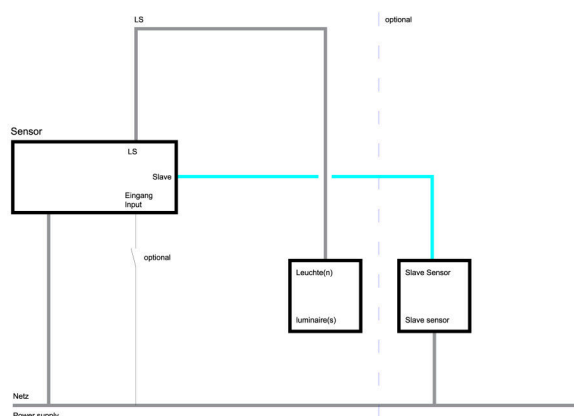 LS
optional
Sensor
LS
Slave
Eingang
Input
optional
Leuchte(n)
luminaire(s)
Slave Sensor
Slave sensor
Netz
Power supply